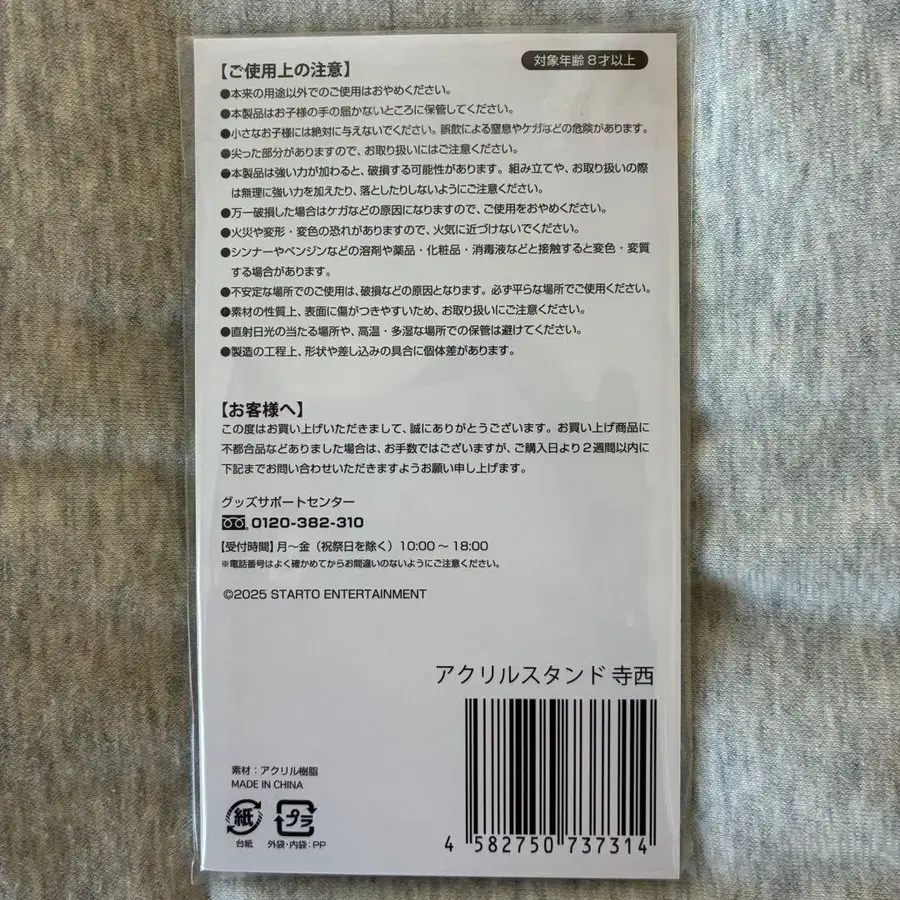 対象年齢8才以上
【ご使用上の注意】
●本来の用途以外でのご使用はおやめください。
●本製品はお子様の手の届かないところに保管してください。
●小さなお子様には絶対に与えないでください。誤飲による窒息やケガなどの危険があります。
●尖った部分がありますので、お取り扱いにはご注意ください。
●本製品は強い力が加わると、破損する可能性があります。組み立てや、お取り扱いの際
は無理に強い力を加えたり、落としたりしないようにご注意ください。
●万一破損した場合はケガなどの原因になりますので、ご使用をおやめください。
●火災や変形・変色の恐れがありますので、火気に近づけないでください。
●シンナーやベンジンなどの溶剤や薬品・化粧品・消毒液などと接触すると変色・変質
する場合があります。
●不安定な場所でのご使用は、破損などの原因となります。必ず平らな場所でご使用ください。
●素材の性質上、表面に傷がつきやすいため、お取り扱いにご注意ください。
●直射日光の当たる場所や、高温・多湿な場所での保管は避けてください。
●製造の工程上、形状や差し込みの具合に個体差があります。
【お客様へ】
この度はお買い上げいただきまして、誠にありがとうございます。お買い上げ商品に
不都合品などありました場合は、お手数ではございますが、ご購入日より2週間以内に
下記までお問い合わせいただきますようお願い申し上げます。
グッズサポートセンター
0120-382-310
【受付時間】月〜金（祝祭日を除く）10:00〜18:00
※電話番号はよく確かめてからお間違いのないようにご注意ください。
©2025 STARTO ENTERTAINMENT
アクリルスタンド 寺西
素材：アクリル樹脂
MADE IN CHINA
紙
プラ
台紙
外袋・内袋：PP
4 582750 737314